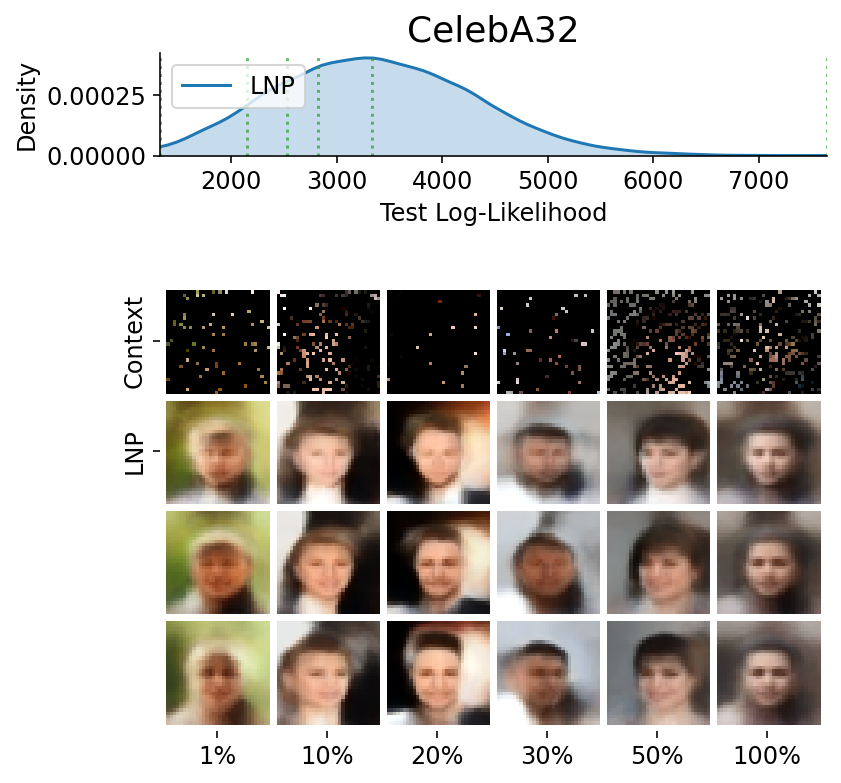 CelebA32
Density
0.00025
0.00000
LNP
2000 3000 4000 5000 6000 7000
Test Log-Likelihood
Context
LNP
1% 10% 20% 30% 50% 100%